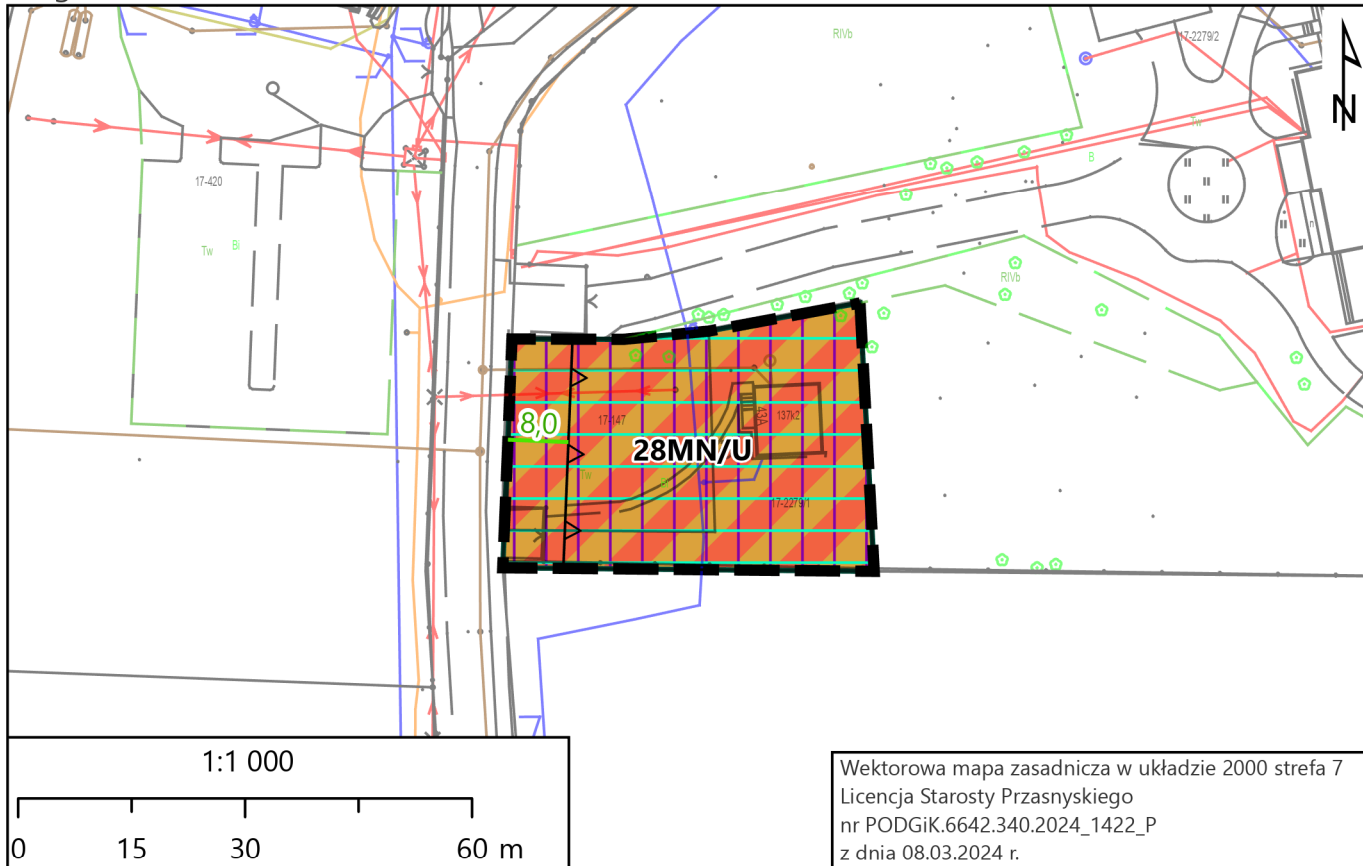 RIVb
17-2279/2
N
Tw
B
17-420
Tw
Bi
RIVb
8,0
17-147
43A
137k2
28MN/U
Tw
17-2279/1
1:1 000
0 15 30 60 m
Wektorowa mapa zasadnicza w układzie 2000 strefa 7
Licencja Starosty Przasnyskiego
nr PODGiK.6642.340.2024_1422_P
z dnia 08.03.2024 r.